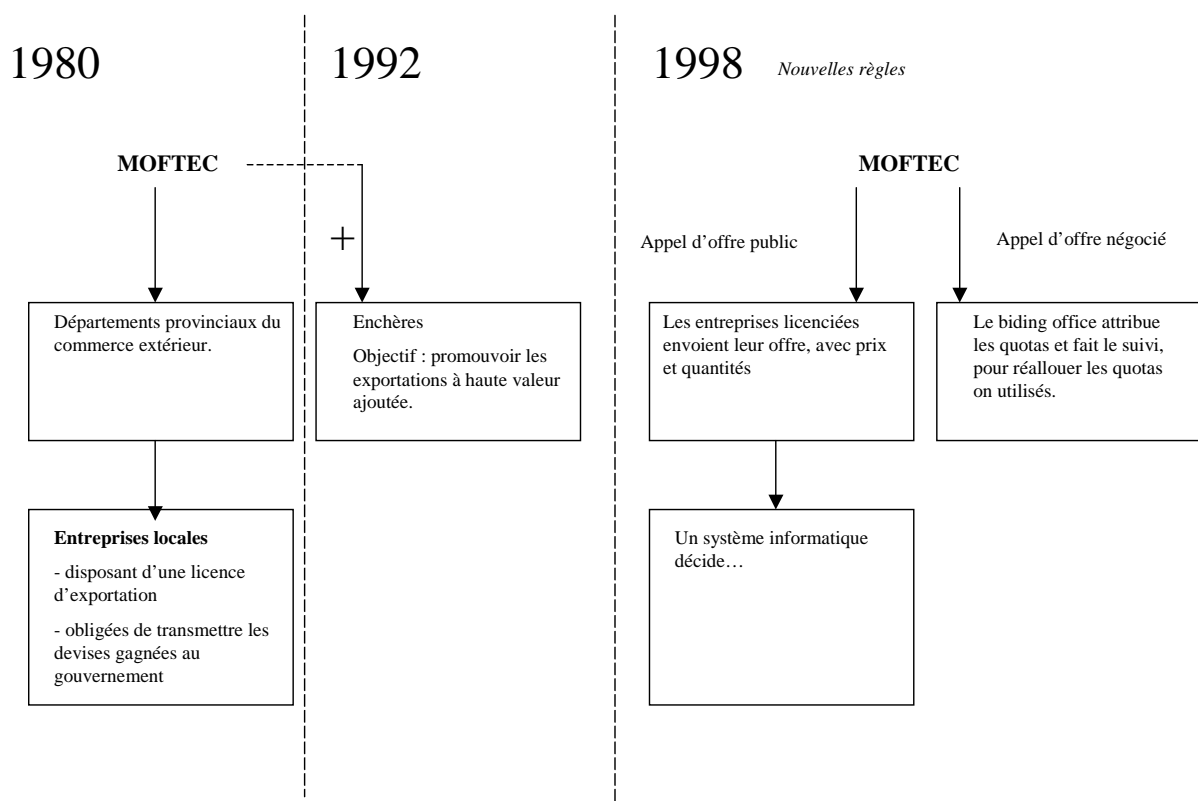 1980
MOFTEC
Départements provinciaux du
commerce extérieur.
Entreprises locales
- disposant d’une licence
d’exportation
- obligées de transmettre les
devises gagnées au
gouvernement
1992
+
Enchères
Objectif : promouvoir les
exportations à haute valeur
ajoutée.
1998 Nouvelles règles
MOFTEC
Appel d’offre public
Appel d’offre négocié
Les entreprises licenciées
envoient leur offre, avec prix
et quantités
Le biding office attribue
les quotas et fait le suivi,
pour réallouer les quotas
on utilisés.
Un système informatique
décide…